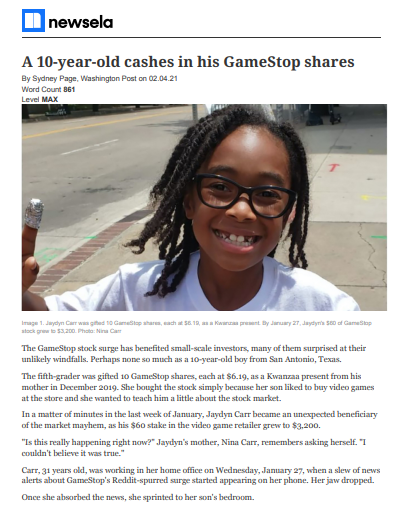 newsela
A 10-year-old cashes in his GameStop shares
By Sydney Page, Washington Post on 02.04.21
Word Count 861
Level MAX
Image 1. Jaydyn Carr was gifted 10 GameStop shares, each at $6.19, as a Kwanzaa present. By January 27, Jaydyn's $60 of GameStop
stock grew to $3,200. Photo: Nina Carr
The GameStop stock surge has benefited small-scale investors, many of them surprised at their
unlikely windfalls. Perhaps none so much as a 10-year-old boy from San Antonio, Texas.
The fifth-grader was gifted 10 GameStop shares, each at $6.19, as a Kwanzaa present from his
mother in December 2019. She bought the stock simply because her son liked to buy video games
at the store and she wanted to teach him a little about the stock market.
In a matter of minutes in the last week of January, Jaydyn Carr became an unexpected beneficiary
of the market mayhem, as his $60 stake in the video game retailer grew to $3,200.
"Is this really happening right now?" Jaydyn's mother, Nina Carr, remembers asking herself. "I
couldn't believe it was true."
Carr, 31 years old, was working in her home office on Wednesday, January 27, when a slew of news
alerts about GameStop's Reddit-spurred surge started appearing on her phone. Her jaw dropped.
Once she absorbed the news, she sprinted to her son's bedroom.